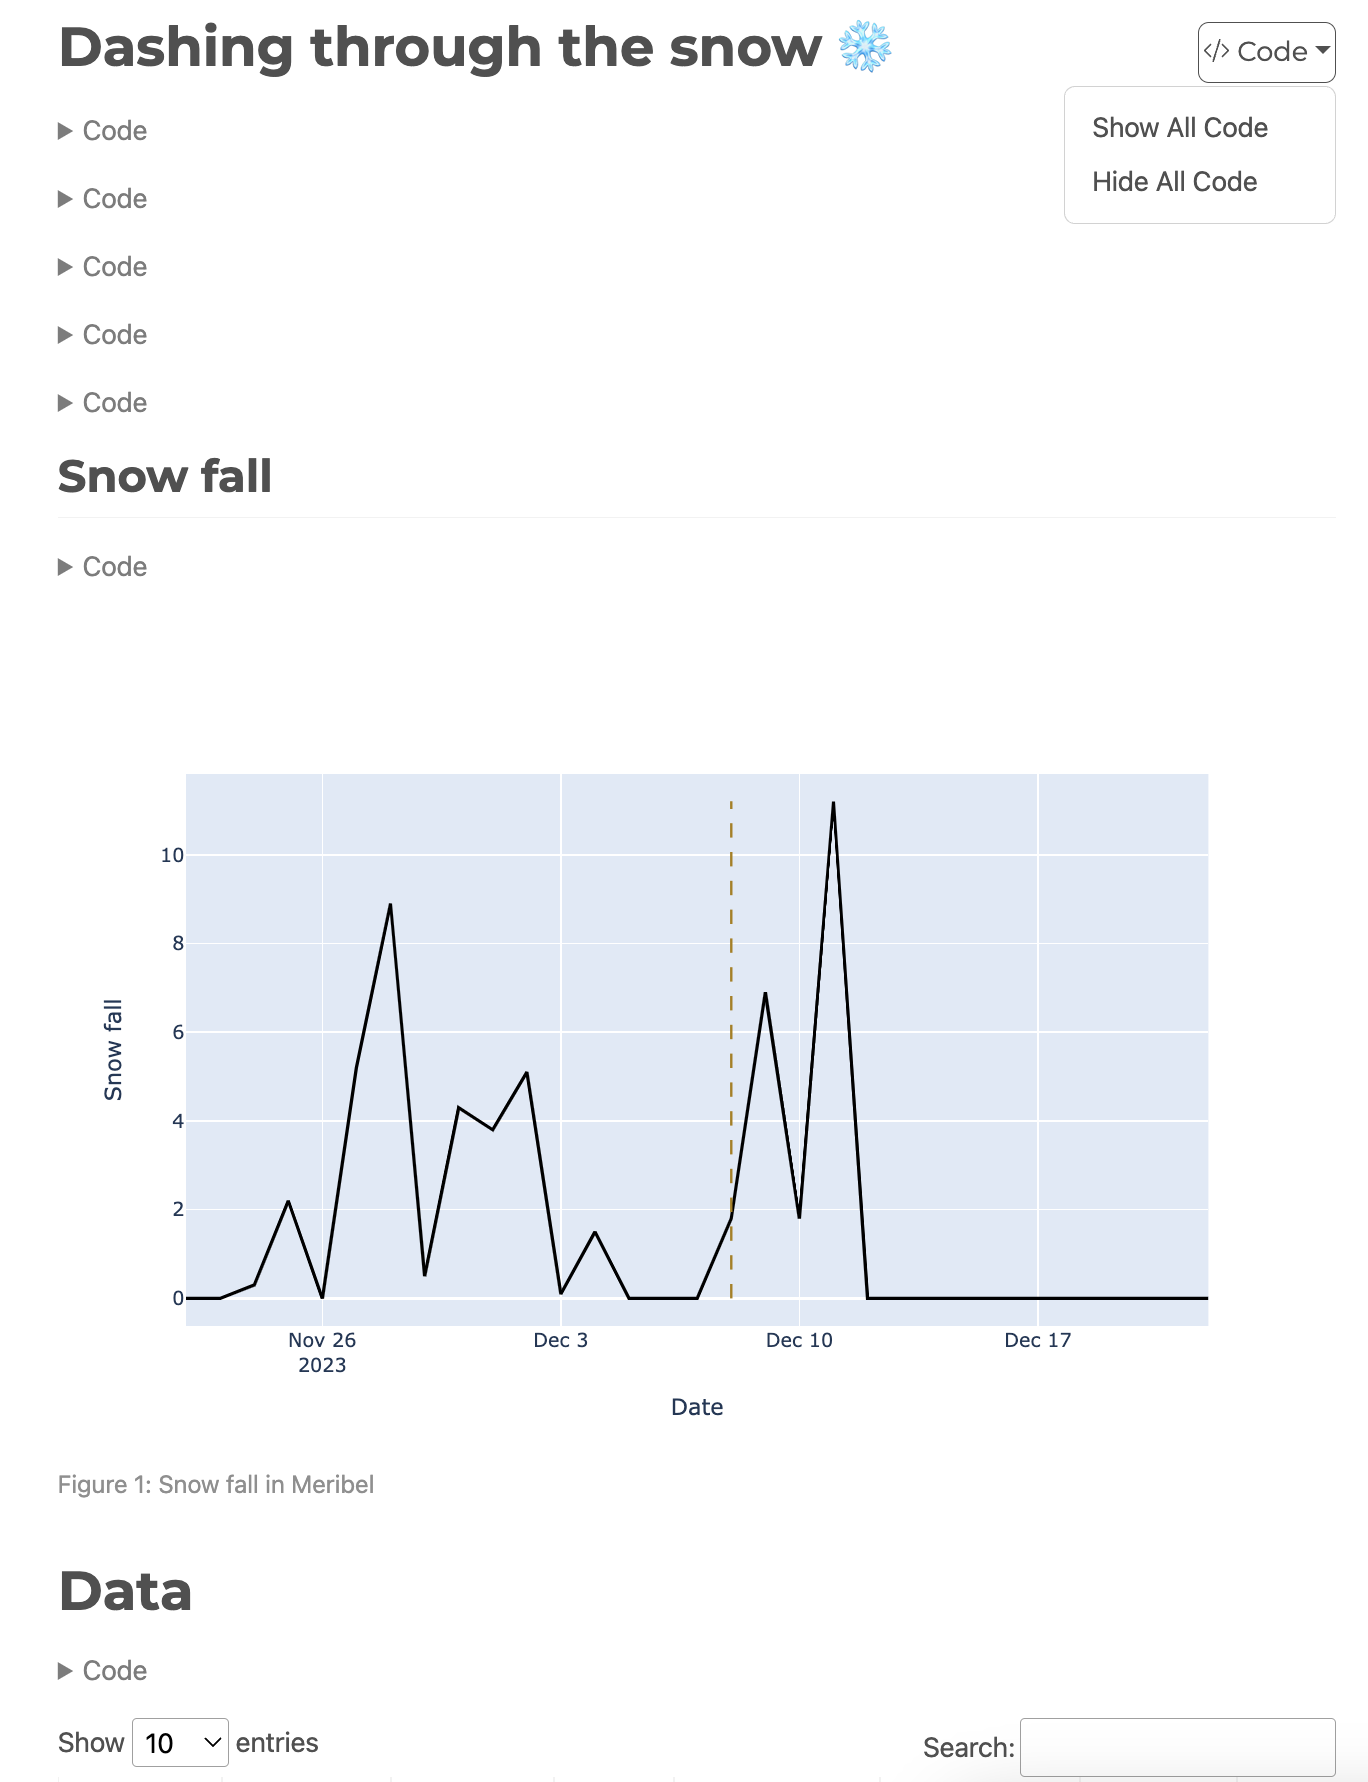 Dashing through the snow ❄️
</> Code
Show All Code
Hide All Code
Code
Code
Code
Code
Code
Snow fall
Code
10
8
6
4
2
0
Snow fall
Nov 26
2023
Dec 3
Dec 10
Dec 17
Date
Figure 1: Snow fall in Meribel
Data
Code
Show 10 entries
Search: